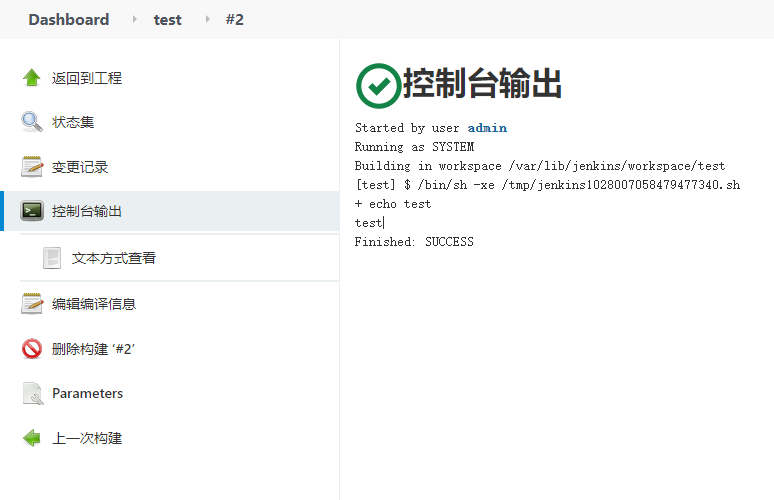 Dashboard test #2
返回到工程
状态集
变更记录
控制台输出
文本方式查看
编辑编译信息
删除构建 ‘#2’
Parameters
上一次构建
控制台输出
Started by user admin
Running as SYSTEM
Building in workspace /var/lib/jenkins/workspace/test
[test] $ /bin/sh -xe /tmp/jenkins1028007058479477340.sh
+ echo test
test
Finished: SUCCESS